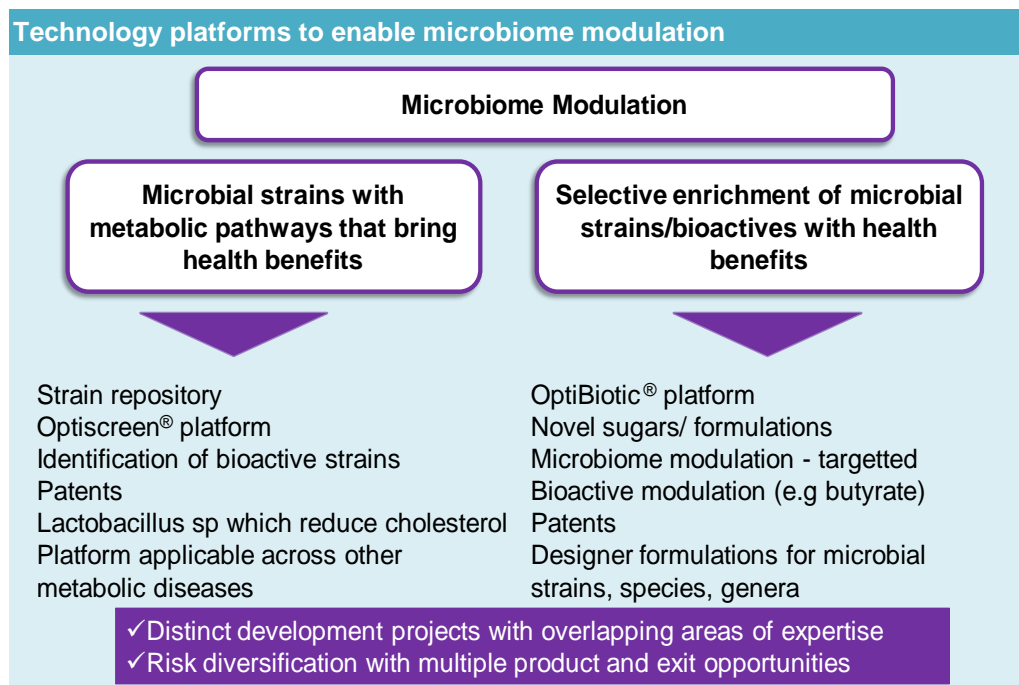 Technology platforms to enable microbiome modulation
Microbiome Modulation
Microbial strains with
metabolic pathways that bring
health benefits
Selective enrichment of microbial
strains/bioactives with health
benefits
Strain repository
Optiscreen® platform
Identification of bioactive strains
Patents
Lactobacillus sp which reduce cholesterol
Platform applicable across other
metabolic diseases
OptiBiotic® platform
Novel sugars/ formulations
Microbiome modulation - targetted
Bioactive modulation (e.g butyrate)
Patents
Designer formulations for microbial
strains, species, genera
✓Distinct development projects with overlapping areas of expertise
✓Risk diversification with multiple product and exit opportunities